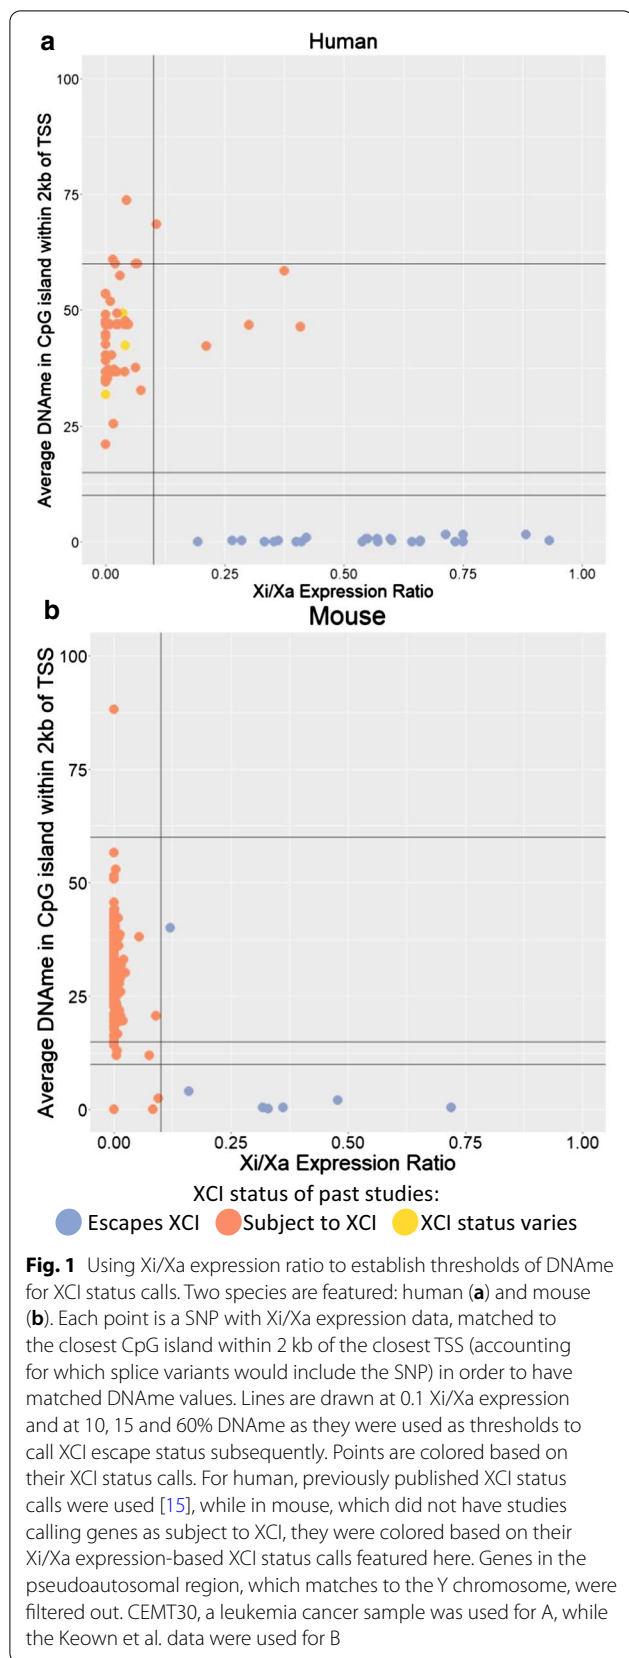 a
Human
Average DNAme in CpG island within 2kb of TSS
100
75
50
25
0
0.00 0.25 0.50 0.75 1.00
Xi/Xa Expression Ratio
b
Mouse
Average DNAme in CpG island within 2kb of TSS
100
75
50
25
0
0.00 0.25 0.50 0.75 1.00
Xi/Xa Expression Ratio
XCI status of past studies:
Escapes XCI Subject to XCI XCI status varies
Fig. 1 Using Xi/Xa expression ratio to establish thresholds of DNAme
for XCI status calls. Two species are featured: human (a) and mouse
(b). Each point is a SNP with Xi/Xa expression data, matched to
the closest CpG island within 2 kb of the closest TSS (accounting
for which splice variants would include the SNP) in order to have
matched DNAme values. Lines are drawn at 0.1 Xi/Xa expression
and at 10, 15 and 60% DNAme as they were used as thresholds to
call XCI escape status subsequently. Points are colored based on
their XCI status calls. For human, previously published XCI status
calls were used [15], while in mouse, which did not have studies
calling genes as subject to XCI, they were colored based on their
Xi/Xa expression-based XCI status calls featured here. Genes in the
pseudoautosomal region, which matches to the Y chromosome, were
filtered out. CEMT30, a leukemia cancer sample was used for A, while
the Keown et al. data were used for B